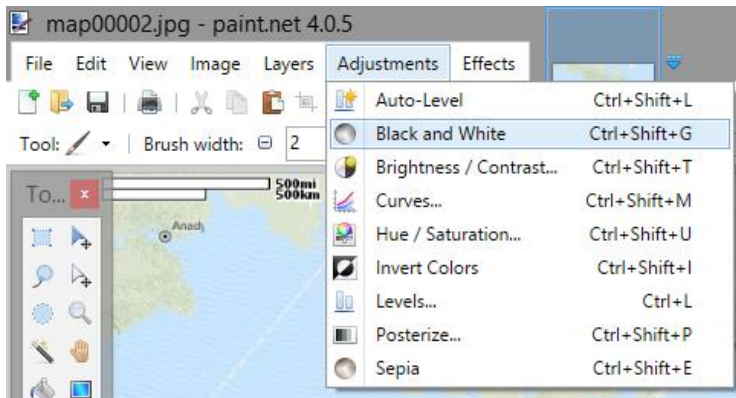 map00002.jpg - paint.net 4.0.5
File Edit View Image Layers Adjustments Effects
Tool: Brush width: 2
Auto-Level Ctrl+Shift+L
Black and White Ctrl+Shift+G
Brightness / Contrast... Ctrl+Shift+T
Curves... Ctrl+Shift+M
Hue / Saturation... Ctrl+Shift+U
Invert Colors Ctrl+Shift+I
Levels... Ctrl+L
Posterize... Ctrl+Shift+P
Sepia Ctrl+Shift+E
To... x
500mi
500km
Anadj